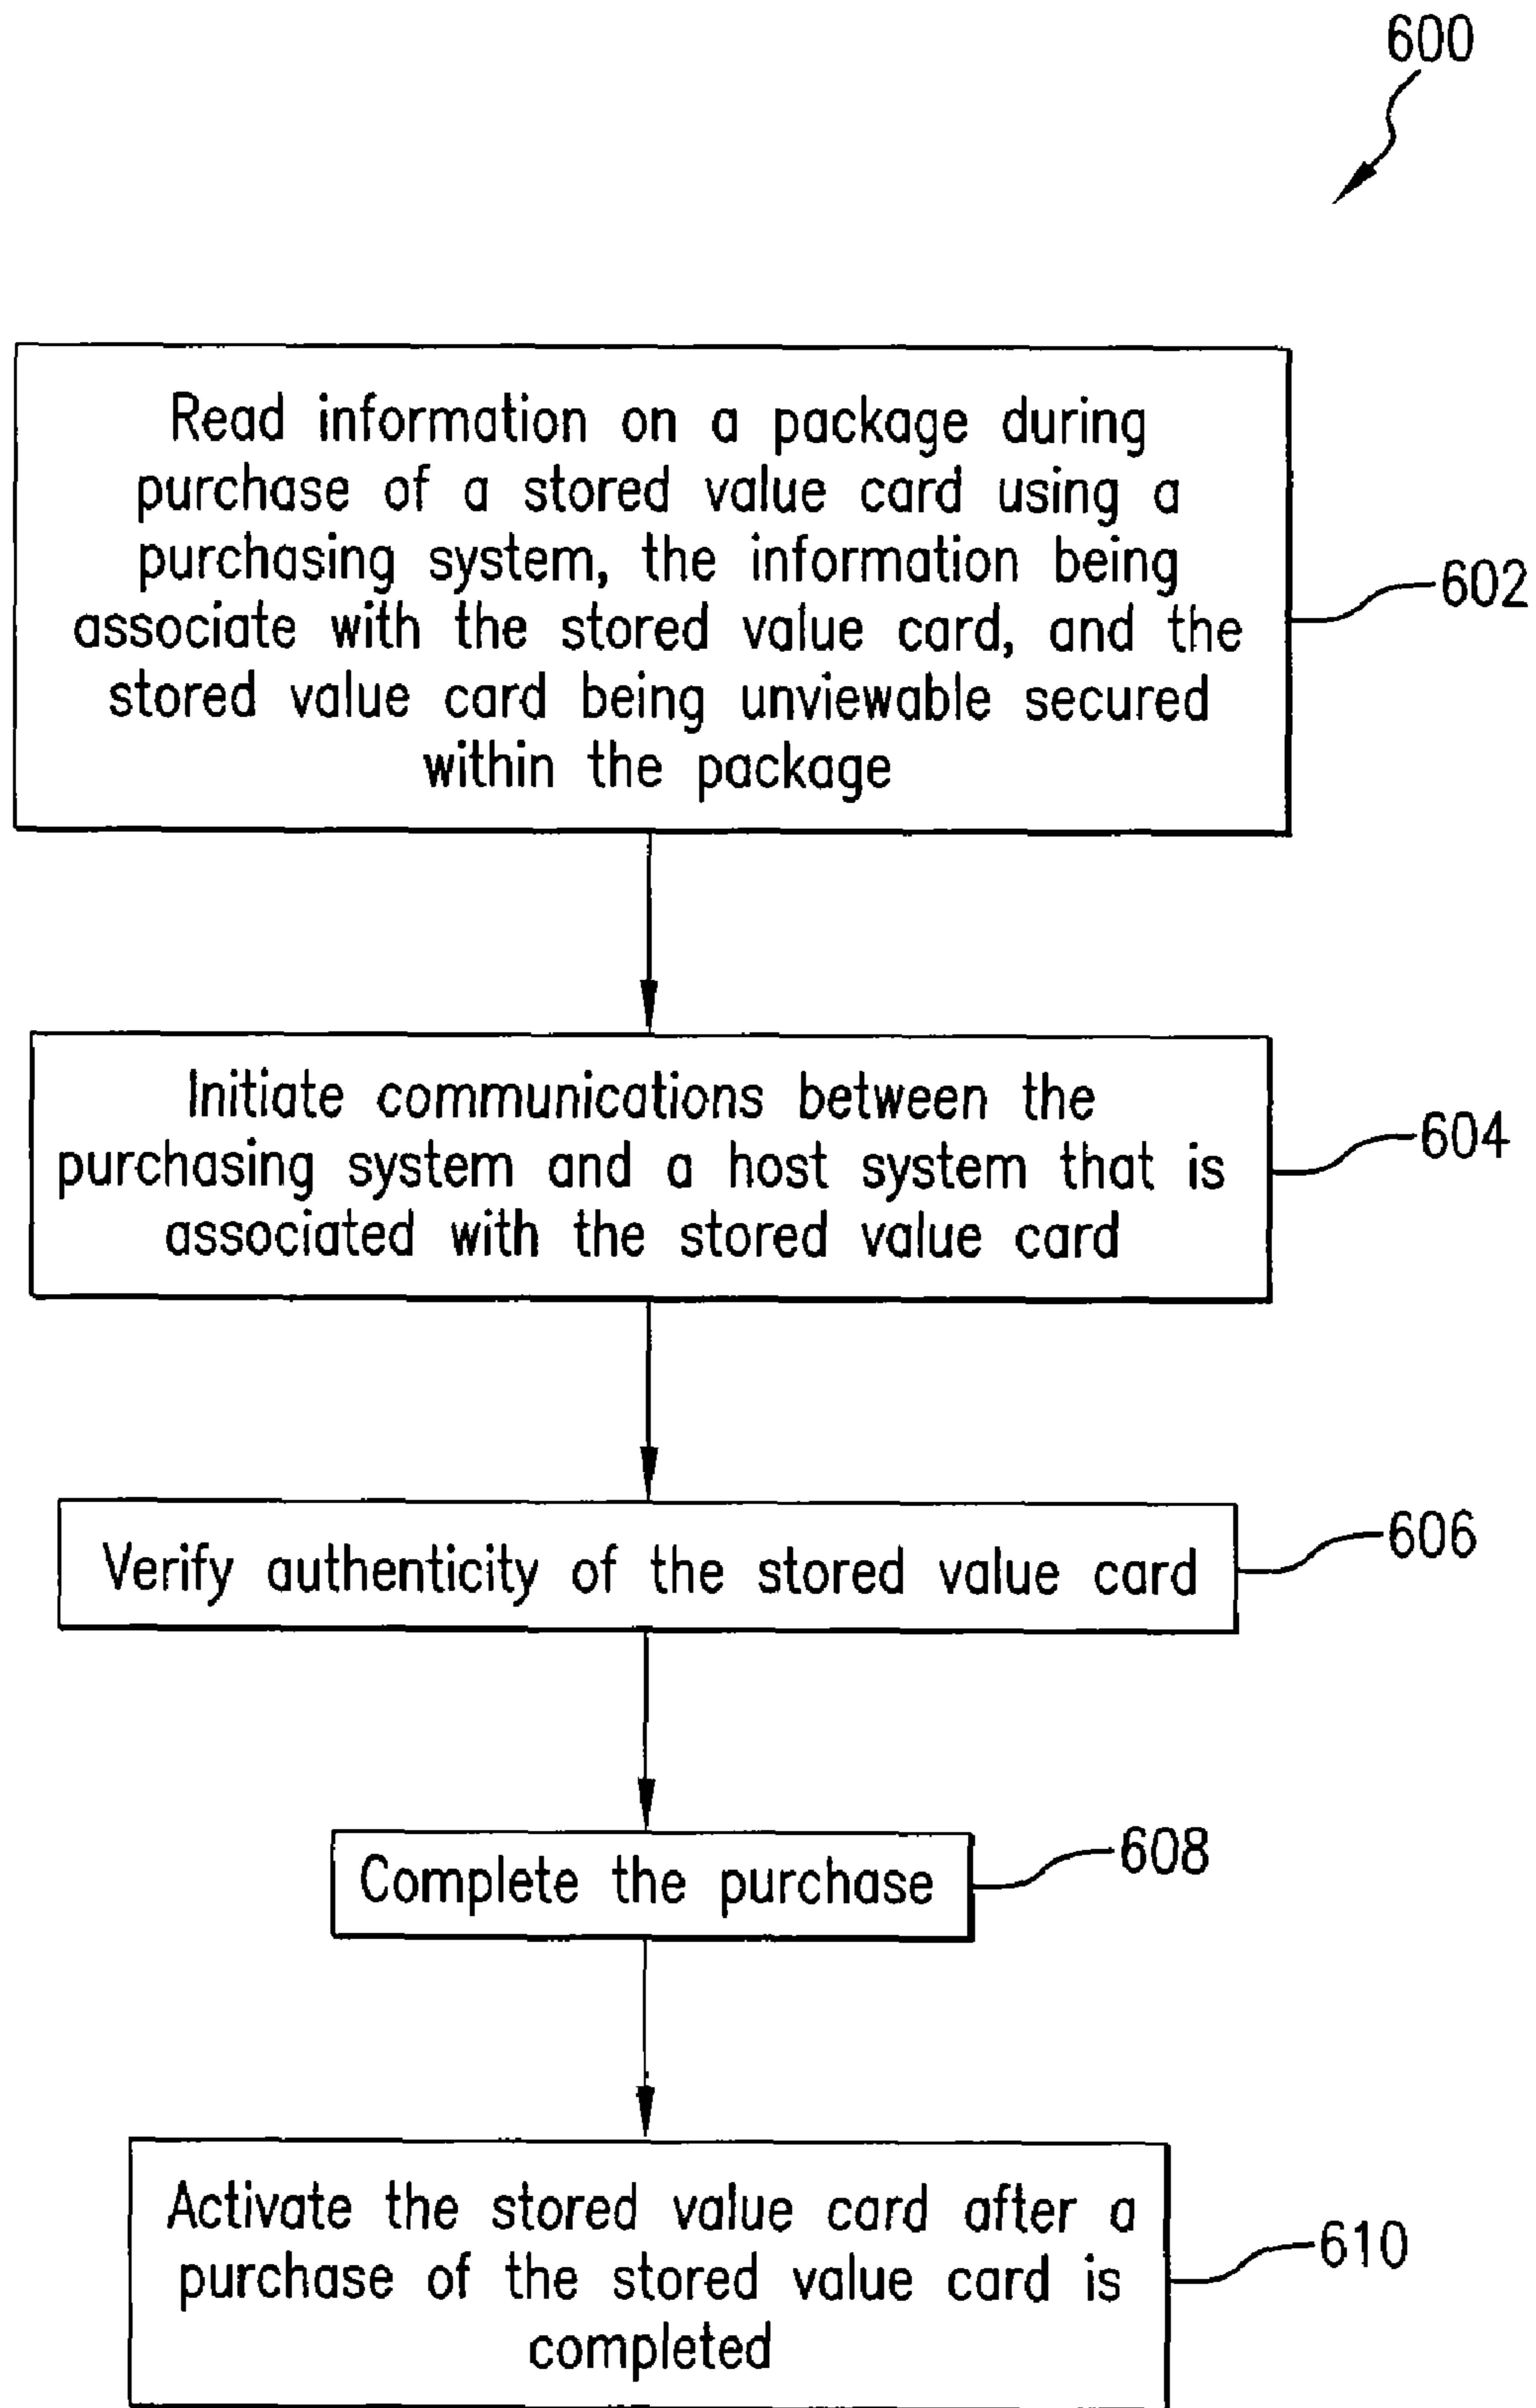 600
Read information on a package during
purchase of a stored value card using a
purchasing system, the information being
associate with the stored value card, and the
stored value card being unviewable secured
within the package
602
Initiate communications between the
purchasing system and a host system that is
associated with the stored value card
604
Verify authenticity of the stored value card
606
Complete the purchase
608
Activate the stored value card after a
purchase of the stored value card is
completed
610